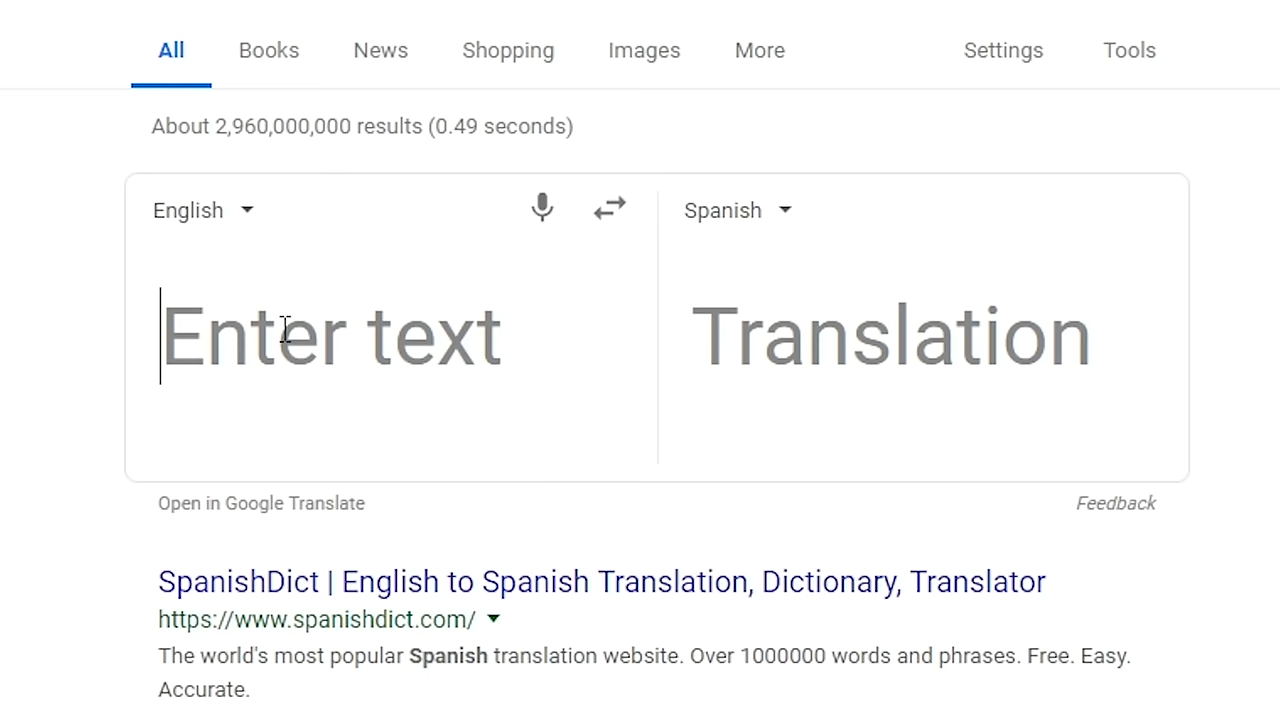 All Books News Shopping Images More Settings Tools
About 2,960,000,000 results (0.49 seconds)
English Spanish
Enter text Translation
Open in Google Translate Feedback
SpanishDict | English to Spanish Translation, Dictionary, Translator
https://www.spanishdict.com/
The world's most popular Spanish translation website. Over 1000000 words and phrases. Free. Easy.
Accurate.